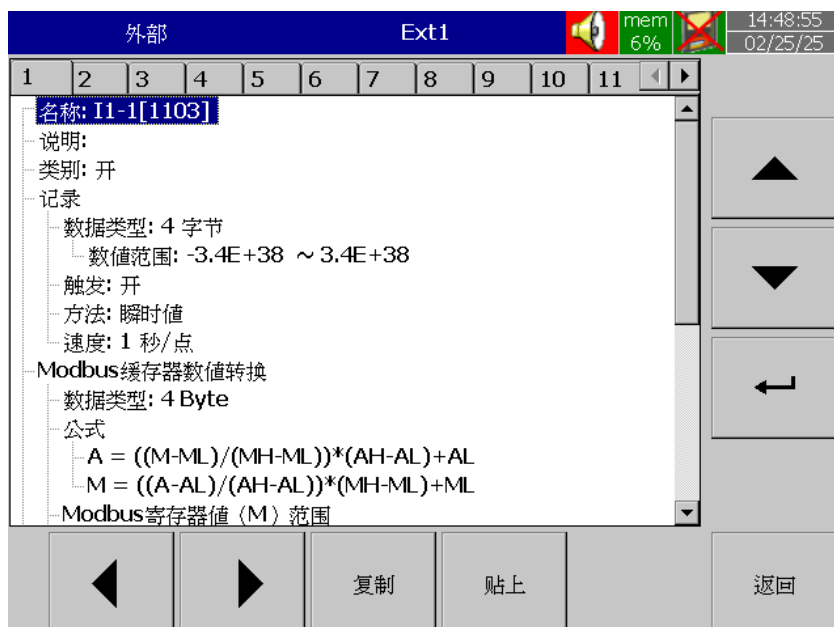 外部 Ext1 mem 6% 14:48:55 02/25/25
1 2 3 4 5 6 7 8 9 10 11
名称: I1-1[1103]
说明:
类别: 开
记录
数据类型: 4 字节
数值范围: -3.4E+38 ~ 3.4E+38
触发: 开
方法: 瞬时值
速度: 1 秒/点
Modbus缓存器数值转换
数据类型: 4 Byte
公式
A = ((M-ML)/(MH-ML))*(AH-AL)+AL
M = ((A-AL)/(AH-AL))*(MH-ML)+ML
Modbus寄存器值（M）范围
复制 贴上 返回